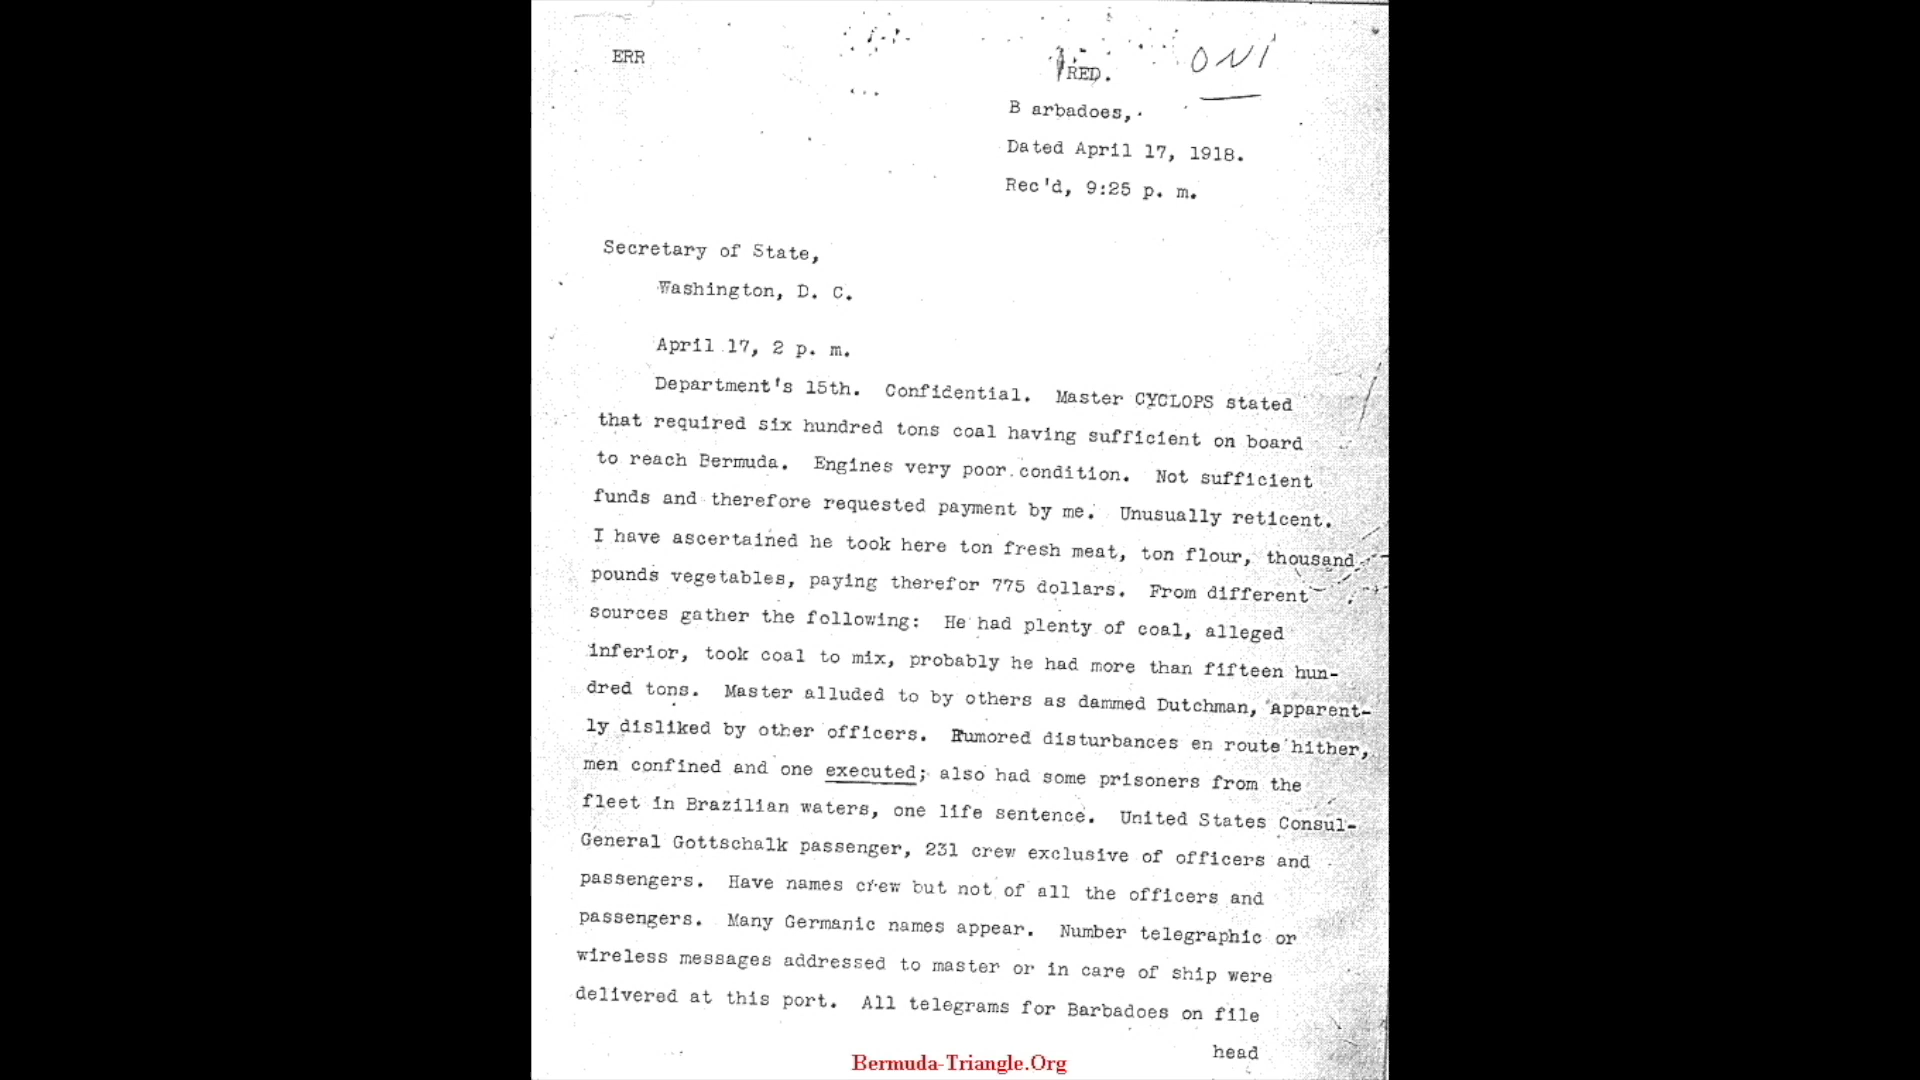 ERR
RED.
ONI
B arbadoes,
Dated April 17, 1918.
Rec'd, 9:25 p. m.
Secretary of State,
Washington, D. C.
April 17, 2 p. m.
Department's 15th. Confidential. Master CYCLOPS stated
that required six hundred tons coal having sufficient on board
to reach Bermuda. Engines very poor condition. Not sufficient
funds and therefore requested payment by me. Unusually reticent.
I have ascertained he took here ton fresh meat, ton flour, thousand
pounds vegetables, paying therefor 775 dollars. From different
sources gather the following: He had plenty of coal, alleged
inferior, took coal to mix, probably he had more than fifteen hun-
dred tons. Master alluded to by others as dammed Dutchman, apparent-
ly disliked by other officers. Rumored disturbances en route hither,
men confined and one executed; also had some prisoners from the
fleet in Brazilian waters, one life sentence. United States Consul-
General Gottschalk passenger, 231 crew exclusive of officers and
passengers. Have names crew but not of all the officers and
passengers. Many Germanic names appear. Number telegraphic or
wireless messages addressed to master or in care of ship were
delivered at this port. All telegrams for Barbadoes on file
head
Bermuda-Triangle.Org